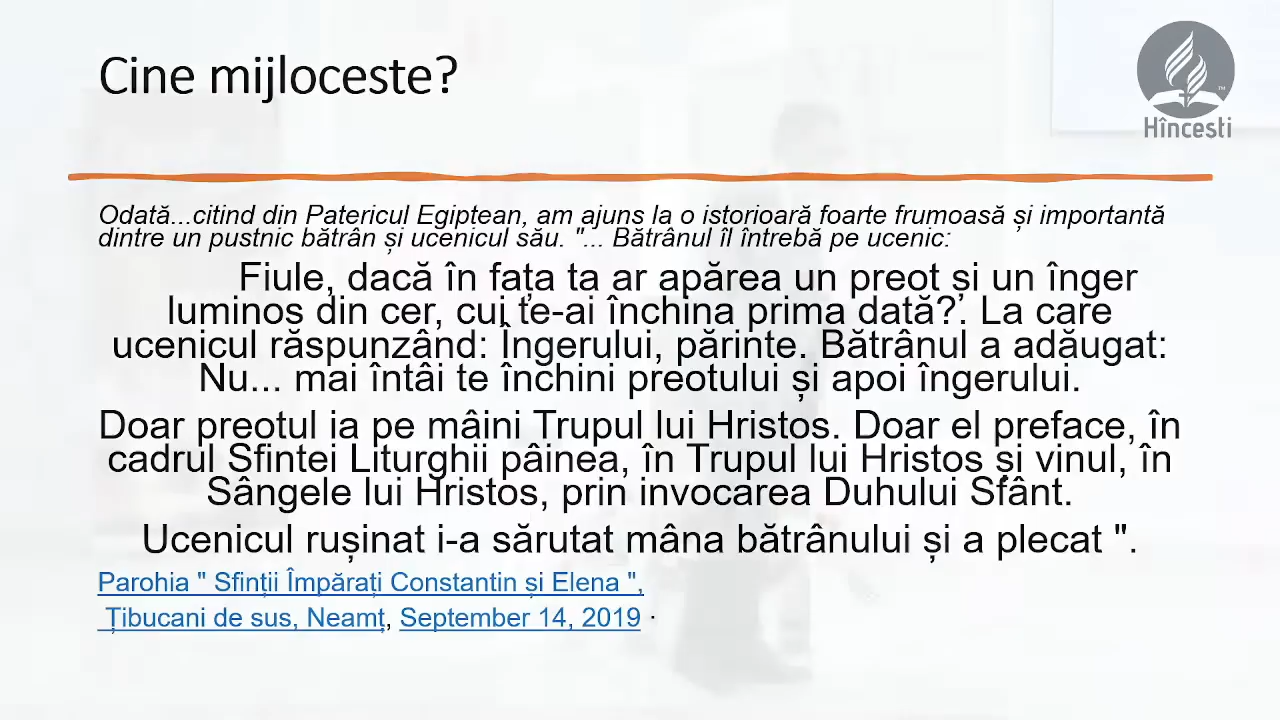 Cine mijloceste?
Hîncesti
Odată...citind din Patericul Egiptean, am ajuns la o istorioară foarte frumoasă și importantă
dintre un pustnic bătrân și ucenicul său. "... Bătrânul îl întrebă pe ucenic:
Fiule, dacă în fața ta ar apărea un preot și un înger
luminos din cer, cui te-ai închina prima dată?'. La care
ucenicul răspunzând: Îngerului, părinte. Bătrânul a adăugat:
Nu... mai întâi te închini preotului și apoi îngerului.
Doar preotul ia pe mâini Trupul lui Hristos. Doar el preface, în
cadrul Sfintei Liturghii pâinea, în Trupul lui Hristos și vinul, în
Sângele lui Hristos, prin invocarea Duhului Sfânt.
Ucenicul rușinat i-a sărutat mâna bătrânului și a plecat ".
Parohia " Sfinții Împărați Constantin și Elena ",
Țibucani de sus, Neamț, September 14, 2019 ·